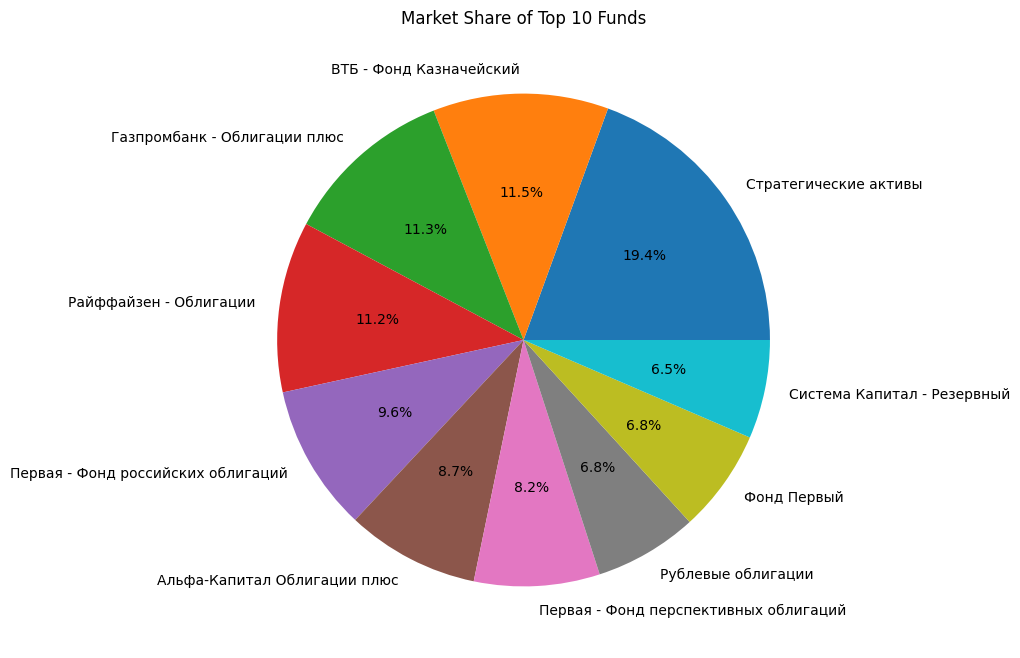 Market Share of Top 10 Funds
ВТБ - Фонд Казначейский
Газпромбанк - Облигации плюс
Стратегические активы
11.5%
11.3%
19.4%
Райффайзен - Облигации
11.2%
6.5%
Система Капитал - Резервный
9.6%
6.8%
8.7%
6.8%
8.2%
Первая - Фонд российских облигаций
Фонд Первый
Альфа-Капитал Облигации плюс
Рублевые облигации
Первая - Фонд перспективных облигаций